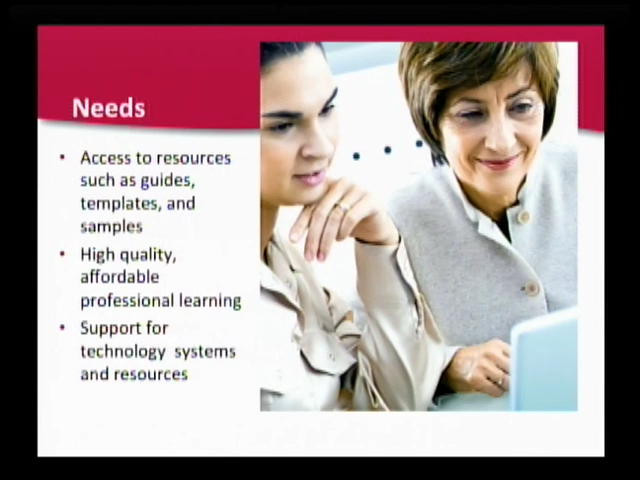 Needs
• Access to resources
such as guides,
templates, and
samples
• High quality,
affordable
professional learning
• Support for
technology systems
and resources